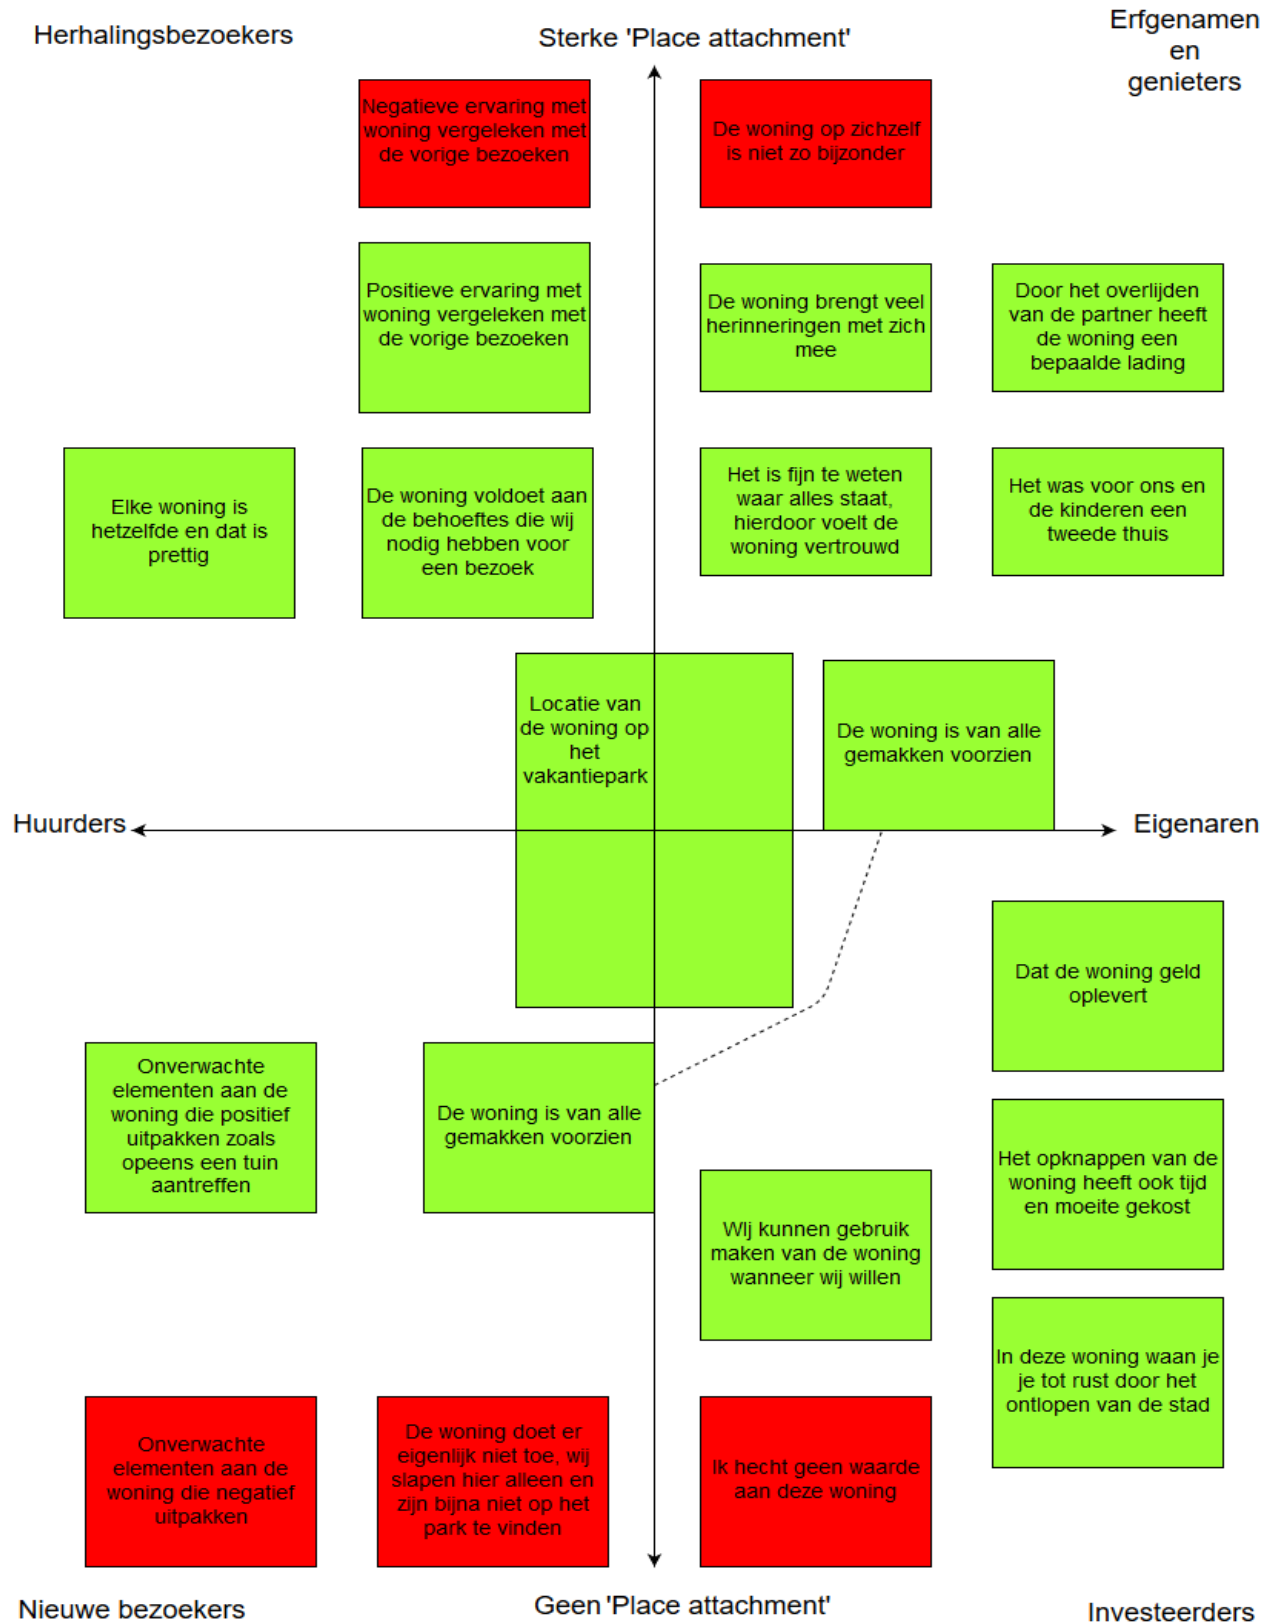 Herhalingsbezoekers
Sterke 'Place attachment'
Erfgenamen
en
genieters
Negatieve ervaring met
woning vergeleken met
de vorige bezoeken
De woning op zichzelf
is niet zo bijzonder
Positieve ervaring met
woning vergeleken met
de vorige bezoeken
De woning brengt veel
herinneringen met zich
mee
Door het overlijden
van de partner heeft
de woning een
bepaalde lading
Elke woning is
hetzelfde en dat is
prettig
De woning voldoet aan
de behoeftes die wij
nodig hebben voor
een bezoek
Het is fijn te weten
waar alles staat,
hierdoor voelt de
woning vertrouwd
Het was voor ons en
de kinderen een
tweede thuis
Locatie van
de woning op
het
vakantiepark
De woning is van alle
gemakken voorzien
Huurders
Eigenaren
Dat de woning geld
oplevert
Onverwachte
elementen aan de
woning die positief
uitpakken zoals
opeens een tuin
aantreffen
De woning is van alle
gemakken voorzien
Het opknappen van de
woning heeft ook tijd
en moeite gekost
WIj kunnen gebruik
maken van de woning
wanneer wij willen
In deze woning waan je
je tot rust door het
ontlopen van de stad
Onverwachte
elementen aan de
woning die negatief
uitpakken
De woning doet er
eigenlijk niet toe, wij
slapen hier alleen en
zijn bijna niet op het
park te vinden
Ik hecht geen waarde
aan deze woning
Nieuwe bezoekers
Geen 'Place attachment'
Investeerders